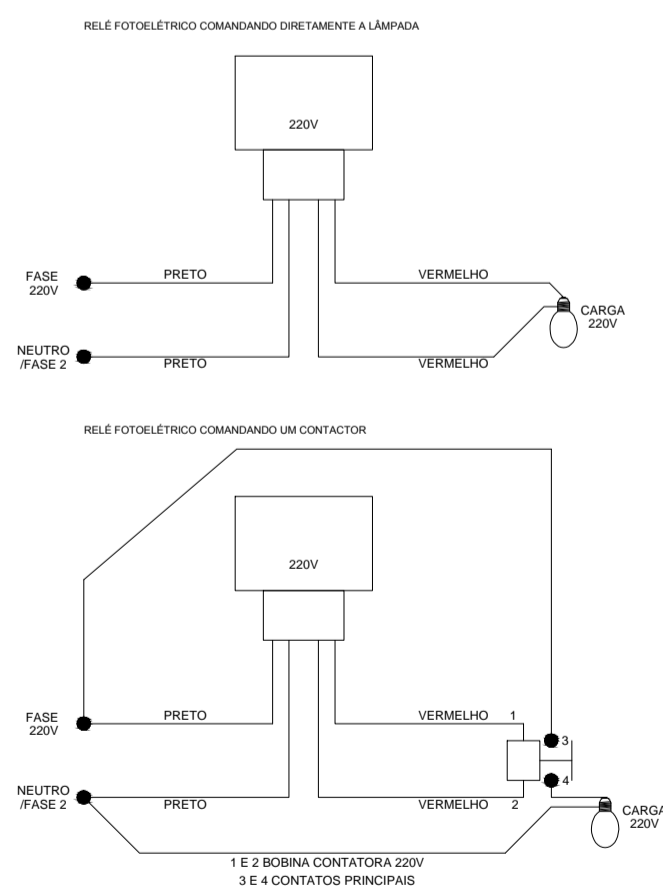 RELÉ FOTOELÉTRICO COMANDANDO DIRETAMENTE A LÂMPADA
220V
FASE
220V
PRETO
VERMELHO
CARGA
220V
NEUTRO
/FASE 2
PRETO
VERMELHO
RELÉ FOTOELÉTRICO COMANDANDO UM CONTACTOR
220V
FASE
220V
PRETO
VERMELHO
1
3
4
NEUTRO
/FASE 2
PRETO
VERMELHO
2
CARGA
220V
1 E 2 BOBINA CONTATORA 220V
3 E 4 CONTATOS PRINCIPAIS